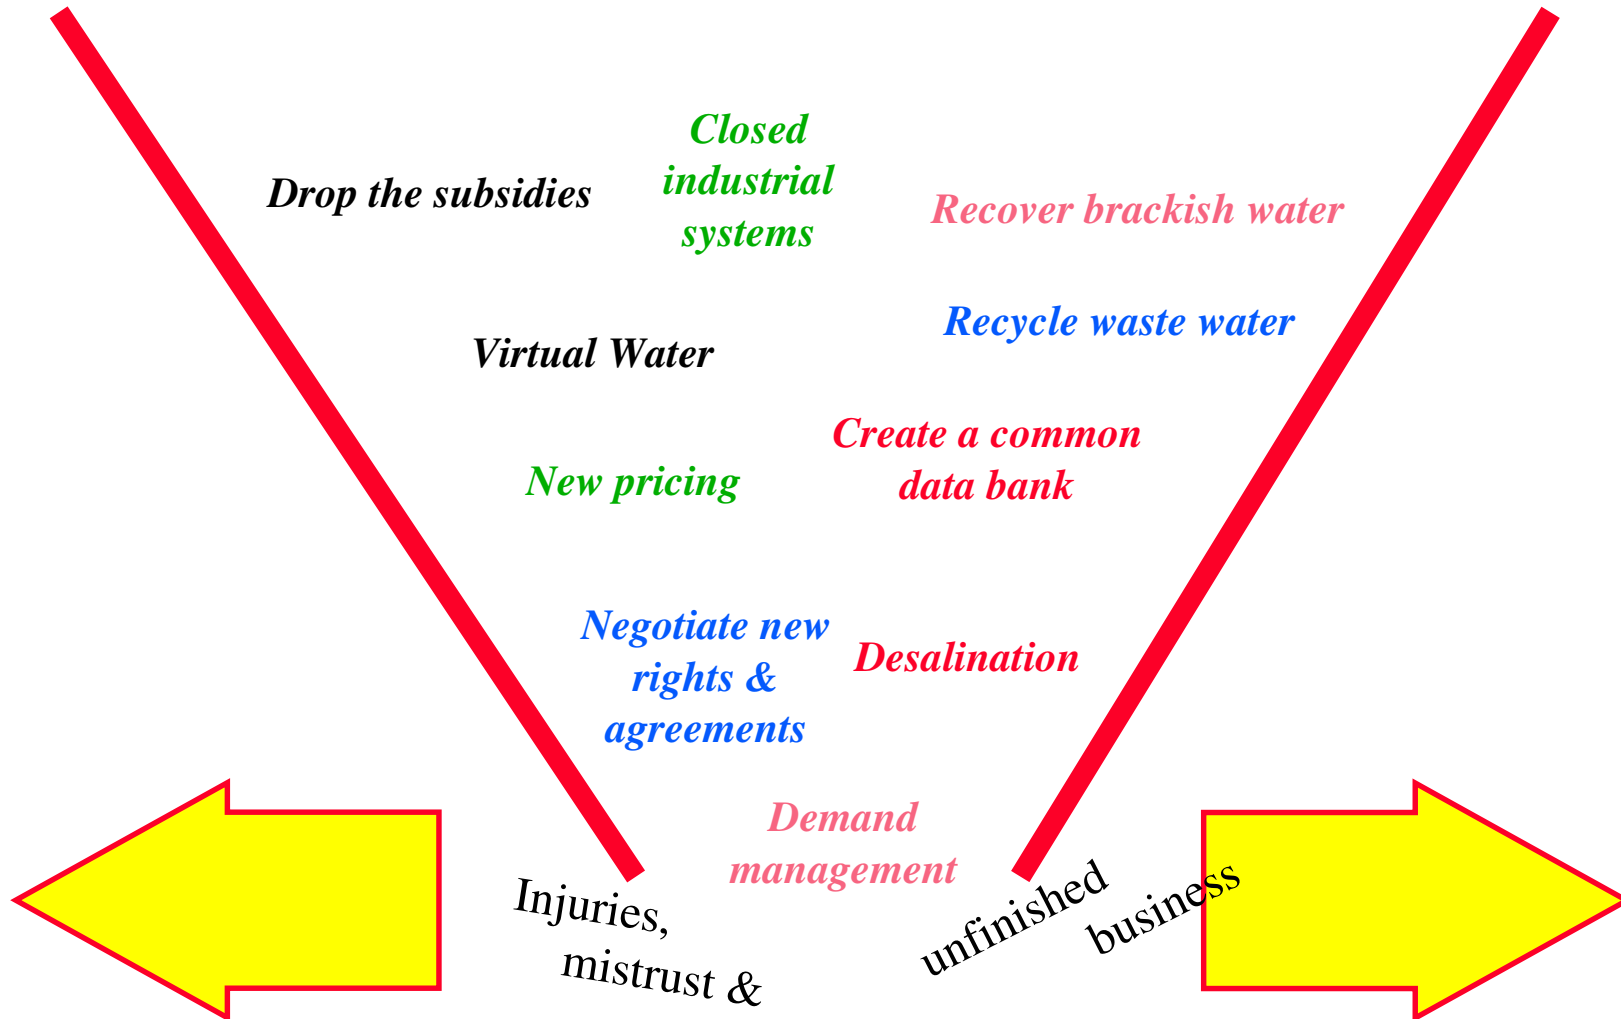 Closed
industrial
systems
Drop the subsidies
Recover brackish water
Recycle waste water
Virtual Water
Create a common
data bank
New pricing
Negotiate new
rights &
agreements
Desalination
Demand
management
Injuries,
mistrust &
unfinished
business